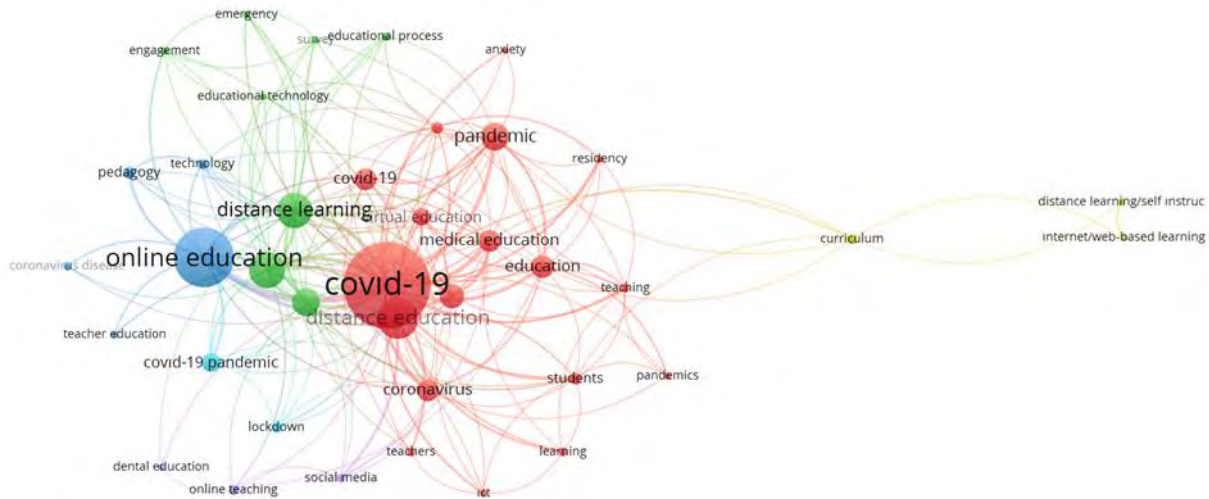 emergency
survey
educational process
engagement
anxiety
educational technology
pandemic
residency
technology
pedagogy
covid-19
distance learning/self instruc
distance learning
virtual education
curriculum
internet/web-based learning
medical education
online education
coronavirus disease
education
covid-19
teaching
distance education
teacher education
covid-19 pandemic
students
pandemics
coronavirus
lockdown
teachers
learning
dental education
social media
online teaching
ict